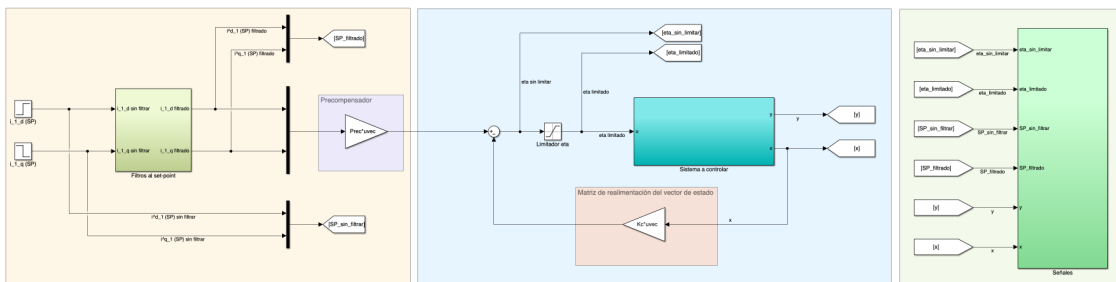 i^d_1 (SP) filtrado
[SP_filtrado]
i^q_1 (SP) filtrado
i_1_d (SP)
i_1_q (SP)
i_1_d sin filtrar
i_1_d filtrado
i_1_q sin filtrar
i_1_q filtrado
Filtros al set-point
Precompensador
Prec*uvec
i^d_1 (SP) sin filtrar
[SP_sin_filtrar]
i^q_1 (SP) sin filtrar
[eta_sin_limitar]
[eta_limitado]
eta sin limitar
eta limitado
Limitador eta
eta limitado
u
y
x
Sistema a controlar
y
[y]
[x]
Matriz de realimentación del vector de estado
Kc*uvec
x
[eta_sin_limitar]
eta_sin_limitar
eta_sin_limitar
[eta_limitado]
eta_limitado
eta_limitado
[SP_sin_filtrar]
SP_sin_filtrar
SP_sin_filtrar
[SP_filtrado]
SP_filtrado
SP_filtrado
[y]
y
y
[x]
x
x
Señales